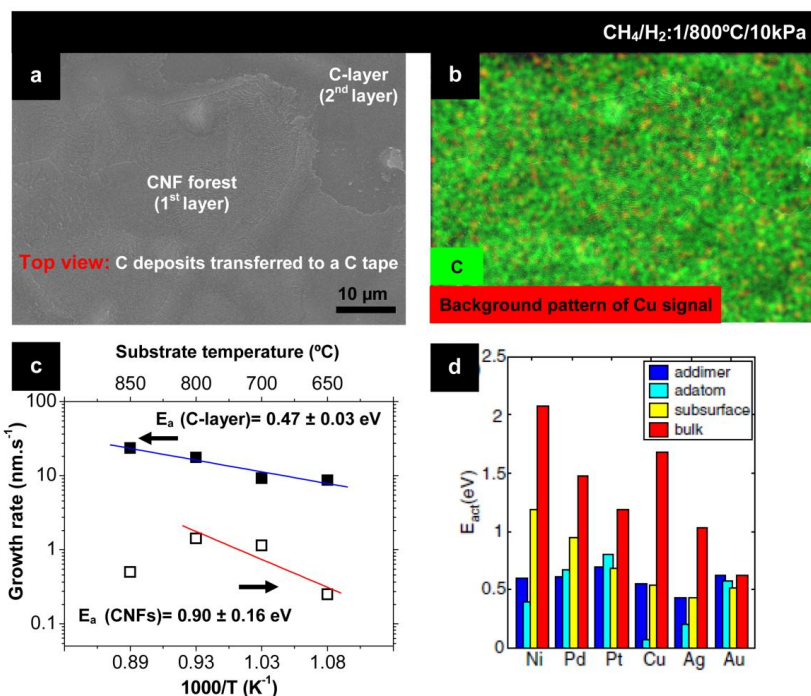 CH₄/H₂:1/800ºC/10kPa
a
C-layer
(2nd layer)
CNF forest
(1st layer)
Top view: C deposits transferred to a C tape
10 µm
b
C
Background pattern of Cu signal
c
Substrate temperature (ºC)
850 800 700 650
Growth rate (nm.s⁻¹)
100
10
1
0.1
Eₐ (C-layer)= 0.47 ± 0.03 eV
Eₐ (CNFs)= 0.90 ± 0.16 eV
0.89 0.93 1.03 1.08
1000/T (K⁻¹)
d
E_act(eV)
2.5
2
1.5
1
0.5
0
addimer
adatom
subsurface
bulk
Ni Pd Pt Cu Ag Au